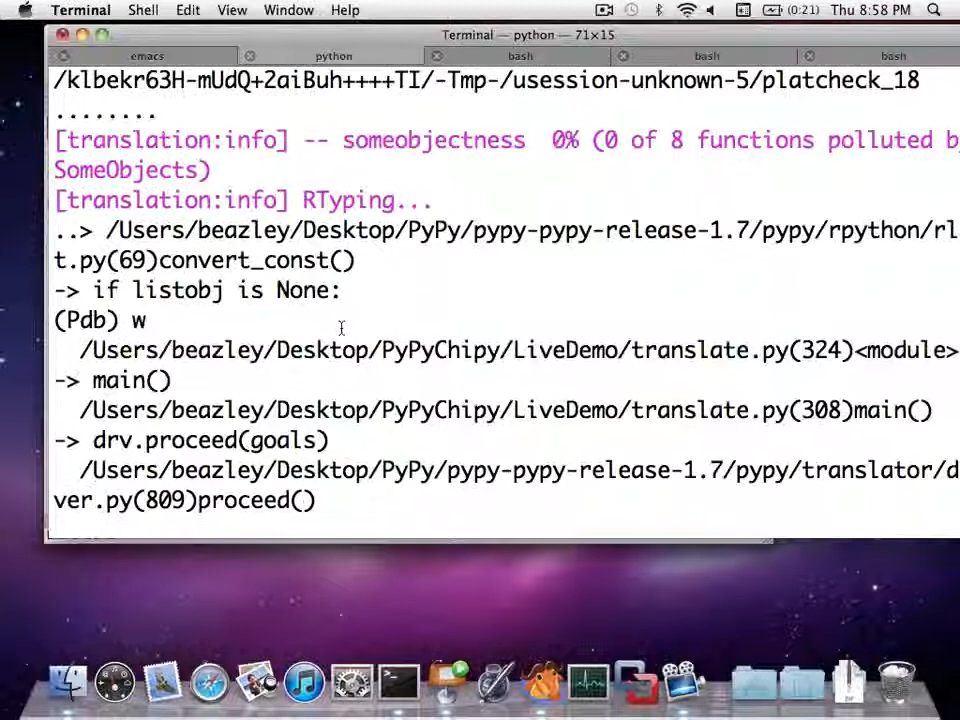 Terminal Shell Edit View Window Help (0:21) Thu 8:58 PM
Terminal — python — 71×15
emacs python bash bash bash
/klbekr63H-mUdQ+2aiBuh++++TI/-Tmp-/usession-unknown-5/platcheck_18
........
[translation:info] -- someobjectness 0% (0 of 8 functions polluted by
SomeObjects)
[translation:info] RTyping...
..> /Users/beazley/Desktop/PyPy/pypy-pypy-release-1.7/pypy/rpython/rl
t.py(69)convert_const()
-> if listobj is None:
(Pdb) w
/Users/beazley/Desktop/PyPyChipy/LiveDemo/translate.py(324)<module>
-> main()
/Users/beazley/Desktop/PyPyChipy/LiveDemo/translate.py(308)main()
-> drv.proceed(goals)
/Users/beazley/Desktop/PyPy/pypy-pypy-release-1.7/pypy/translator/d
ver.py(809)proceed()